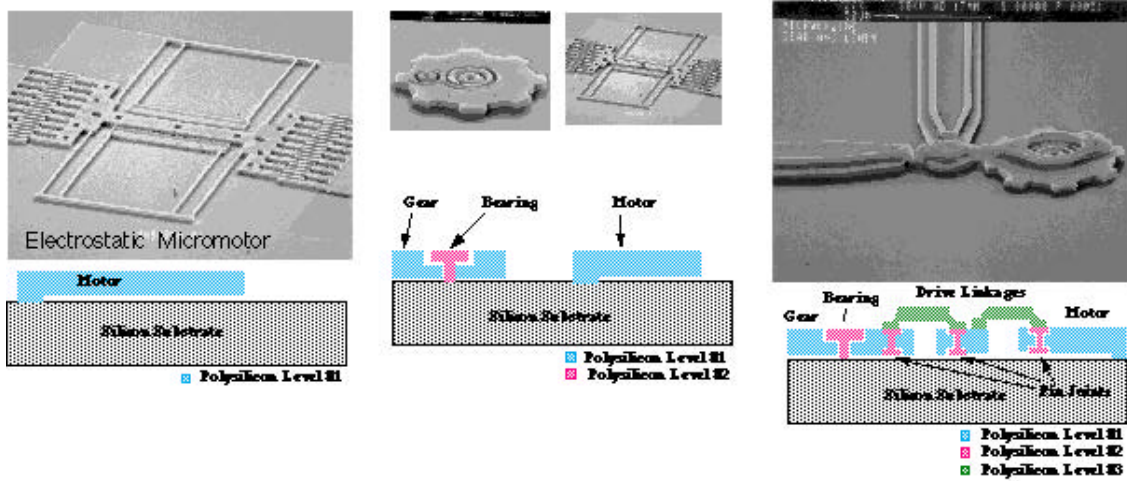 Electrostatic Micromotor
Motor
Silicon Substrate
Polysilicon Level #1
Gear
Bearing
Motor
Silicon Substrate
Polysilicon Level #1
Polysilicon Level #2
Drive Linkages
Bearing
Gear
Motor
Silicon Substrate
Pin Joints
Polysilicon Level #1
Polysilicon Level #2
Polysilicon Level #3